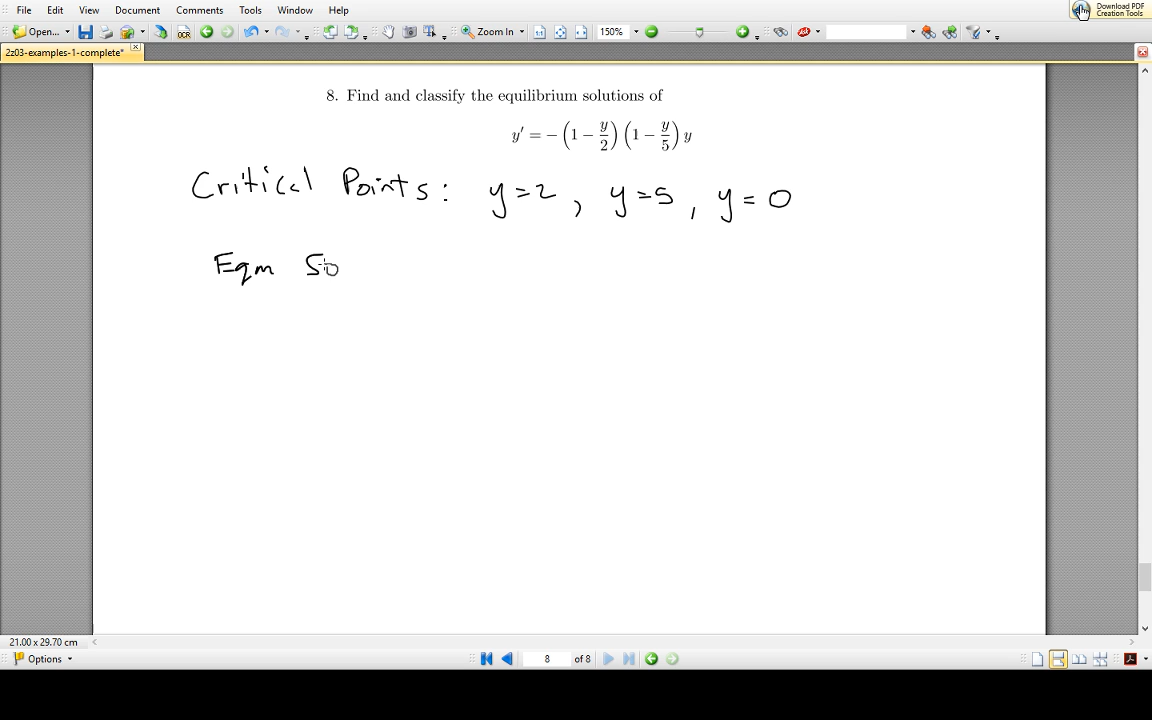 File Edit View Document Comments Tools Window Help
Download PDF Creation Tools
Open... OCR Zoom In 150%
2z03-examples-1-complete*
8. Find and classify the equilibrium solutions of
y′ = − (1 − y/2) (1 − y/5) y
Critical Points: y=2, y=5, y=0
Eqm So
21.00 x 29.70 cm
Options 8 of 8